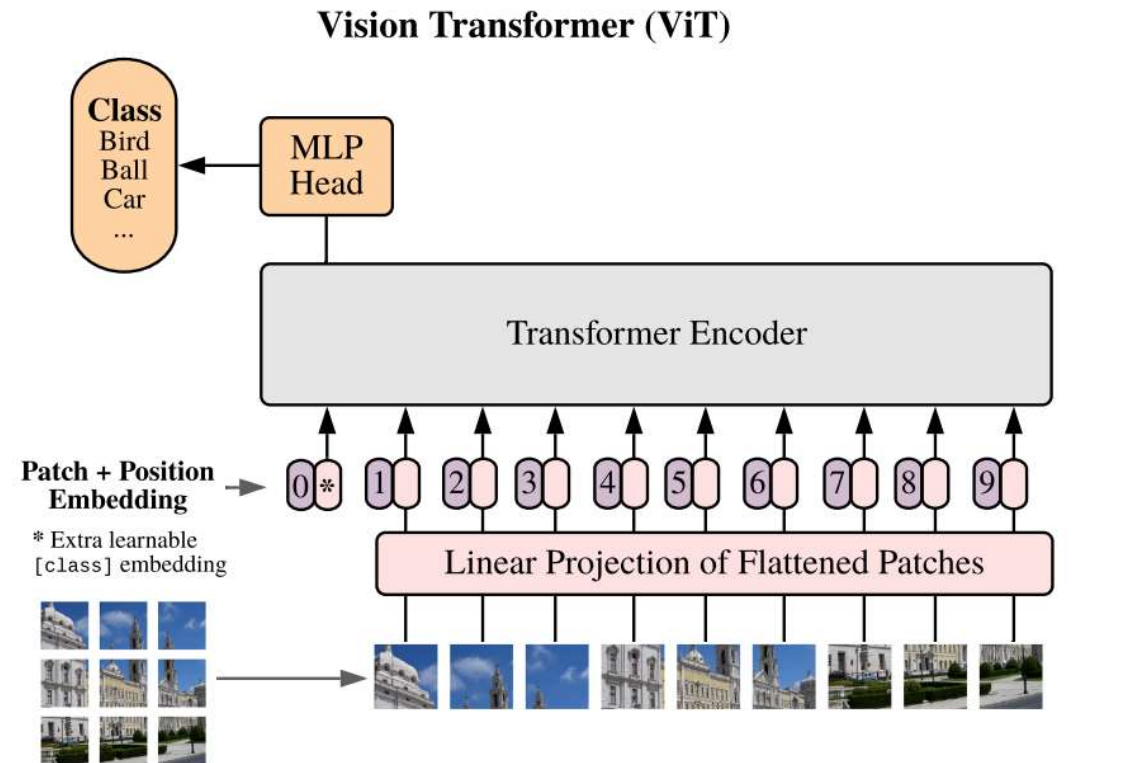 Vision Transformer (ViT)
Class
Bird
Ball
Car
...
MLP
Head
Transformer Encoder
Patch + Position
Embedding
0 * 1 2 3 4 5 6 7 8 9
* Extra learnable
[class] embedding
Linear Projection of Flattened Patches